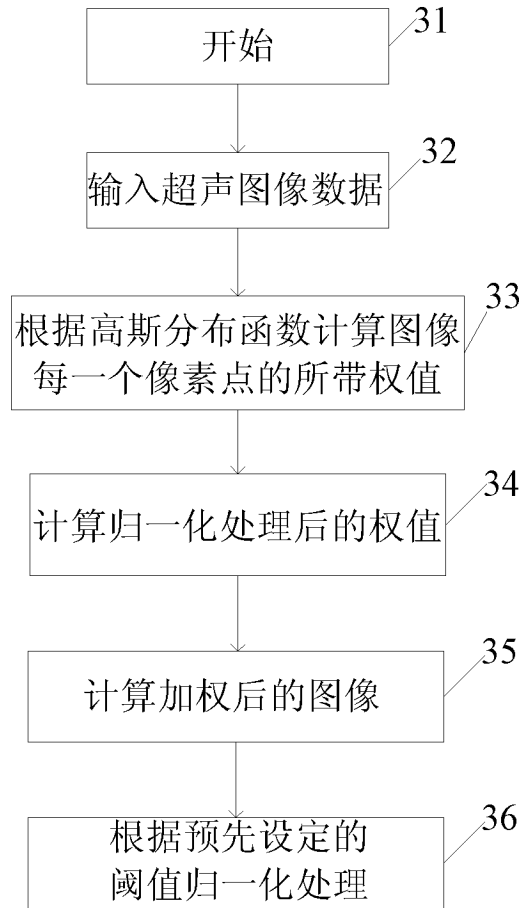 31
开始
32
输入超声图像数据
33
根据高斯分布函数计算图像
每一个像素点的所带权值
34
计算归一化处理后的权值
35
计算加权后的图像
36
根据预先设定的
阈值归一化处理